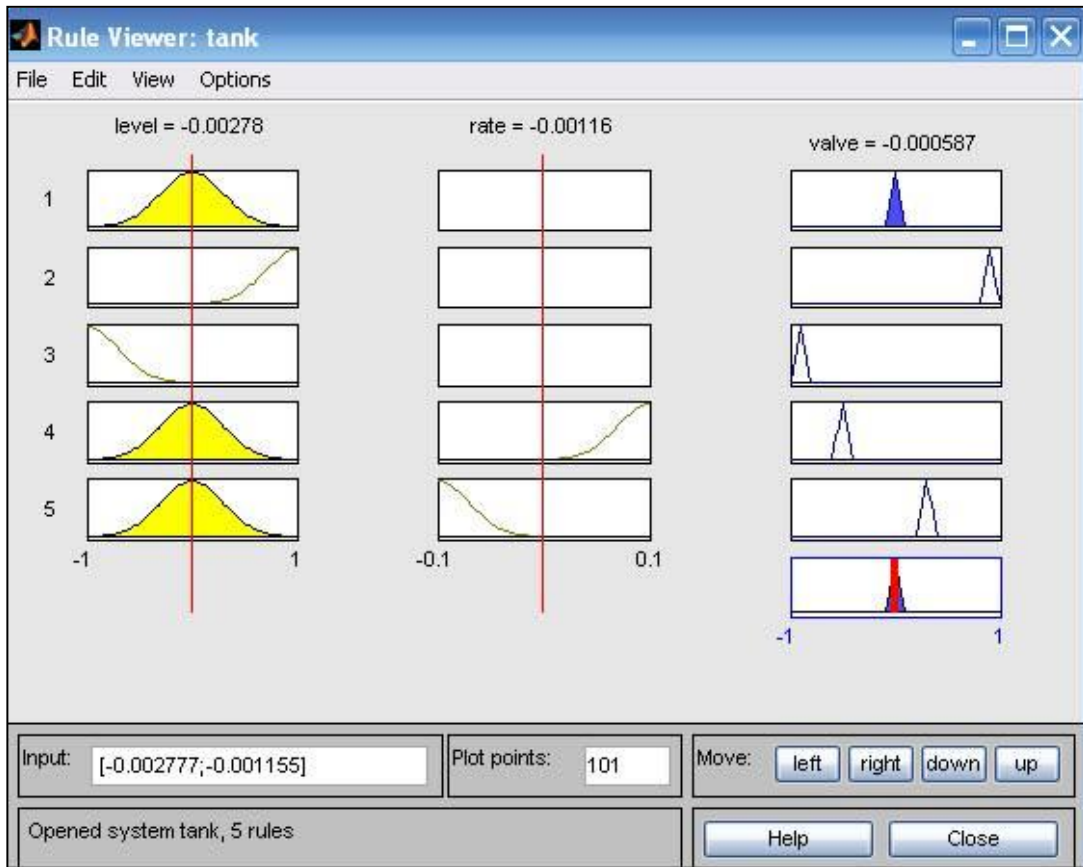 Rule Viewer: tank
File Edit View Options
level = -0.00278 rate = -0.00116 valve = -0.000587
1
2
3
4
5
-1 1 -0.1 0.1
-1 1
Input: [-0.002777;-0.001155] Plot points: 101 Move: left right down up
Opened system tank, 5 rules Help Close